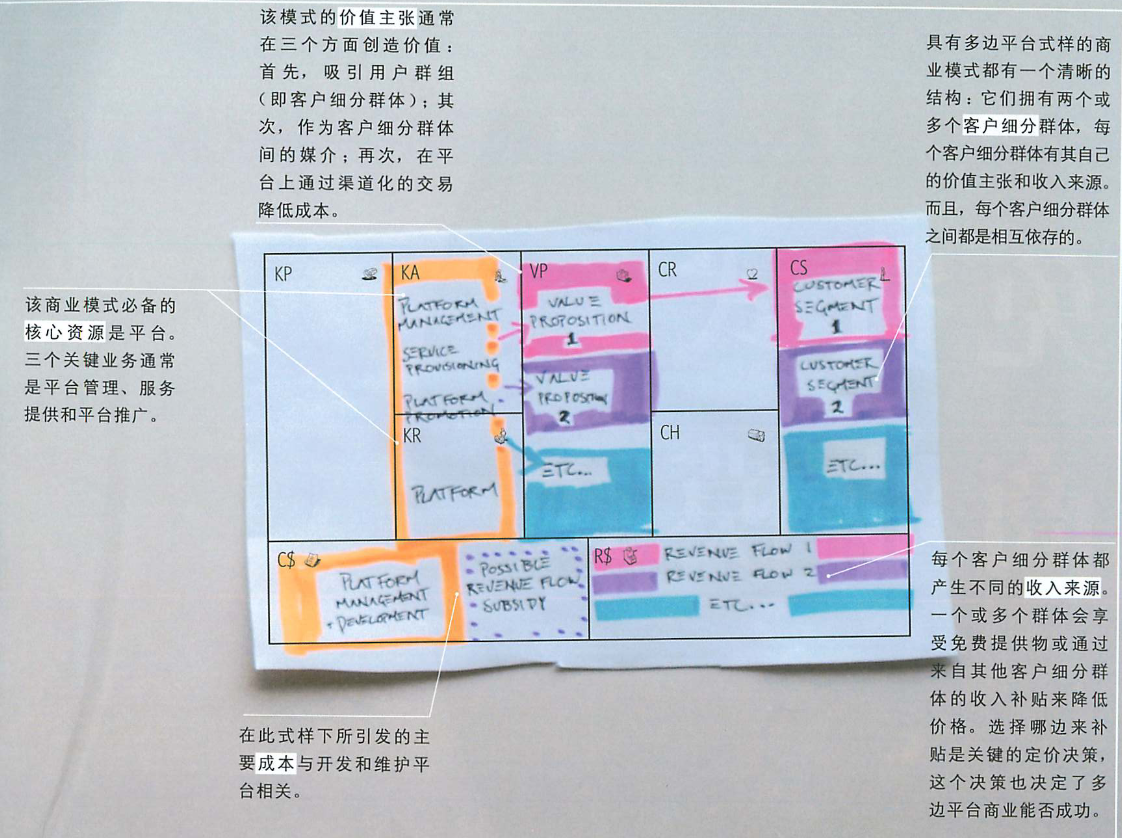 该模式的价值主张通常
在三个方面创造价值：
首先，吸引用户群组
（即客户细分群体）；其
次，作为客户细分群体
间的媒介；再次，在平
台上通过渠道化的交易
降低成本。
具有多边平台式样的商
业模式都有一个清晰的
结构：它们拥有两个或
多个客户细分群体，每
个客户细分群体有其自己
的价值主张和收入来源。
而且，每个客户细分群体
之间都是相互依存的。
该商业模式必备的
核心资源是平台。
三个关键业务通常
是平台管理、服务
提供和平台推广。
KP
KA
PLATFORM
MANAGEMENT
SERVICE
PROVISIONING
PLATFORM
PROMOTION
KR
PLATFORM
VP
VALUE
PROPOSITION
1
VALUE
PROPOSITION
2
ETC...
CR
CH
CS
CUSTOMER
SEGMENT
1
CUSTOMER
SEGMENT
2
ETC...
C$
PLATFORM
MANAGEMENT
+ DEVELOPMENT
POSSIBLE
REVENUE FLOW
SUBSIDY
R$
REVENUE FLOW 1
REVENUE FLOW 2
ETC...
在此式样下所引发的主
要成本与开发和维护平
台相关。
每个客户细分群体都
产生不同的收入来源。
一个或多个群体会享
受免费提供物或通过
来自其他客户细分群
体的收入补贴来降低
价格。选择哪边来补
贴是关键的定价决策，
这个决策也决定了多
边平台商业能否成功。